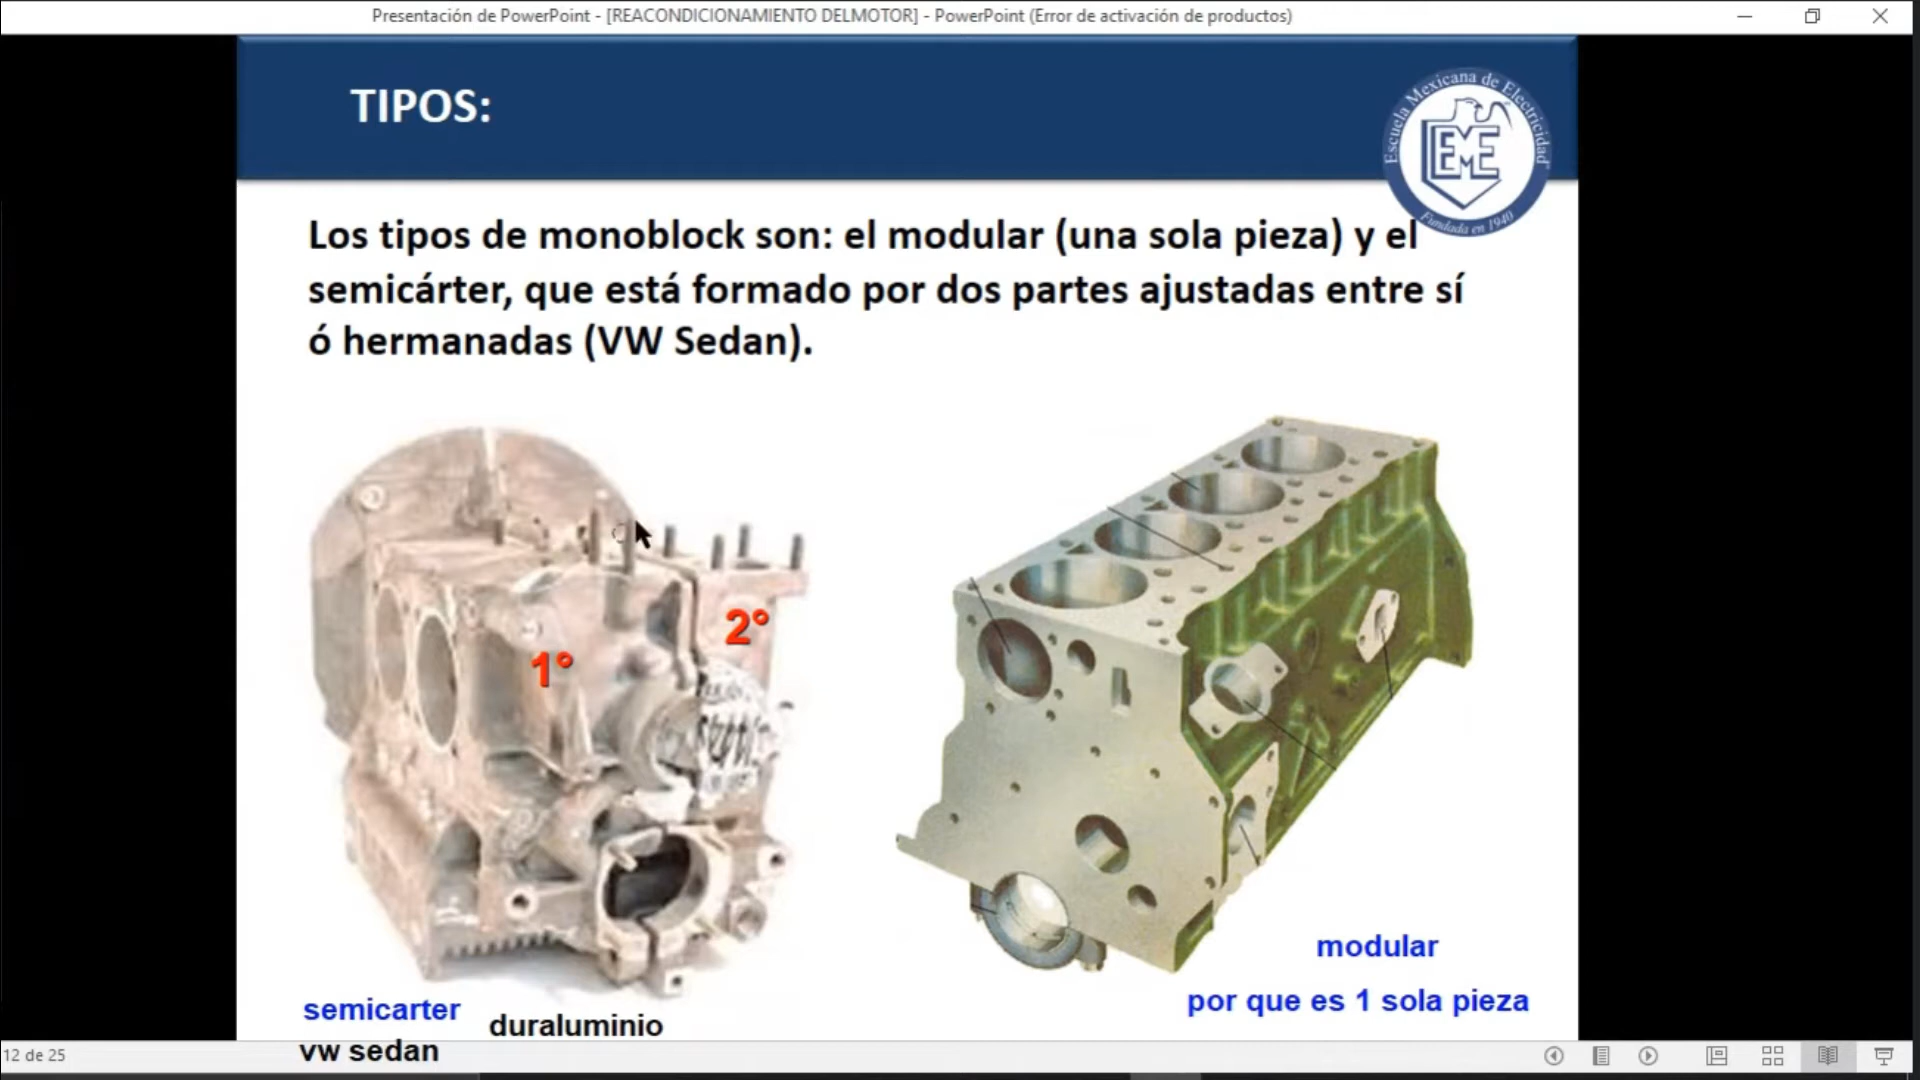 Presentación de PowerPoint - [REACONDICIONAMIENTO DELMOTOR] - PowerPoint (Error de activación de productos)
TIPOS:
Escuela Mexicana de Electricidad
EME
Fundada en 1940
Los tipos de monoblock son: el modular (una sola pieza) y el
semicárter, que está formado por dos partes ajustadas entre sí
ó hermanadas (VW Sedan).
1°
2°
modular
por que es 1 sola pieza
semicarter
duraluminio
vw sedan
12 de 25